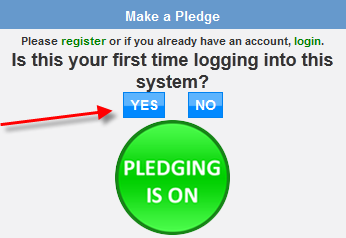 Make a Pledge
Please register or if you already have an account, login.
Is this your first time logging into this
system?
YES NO
PLEDGING
IS ON